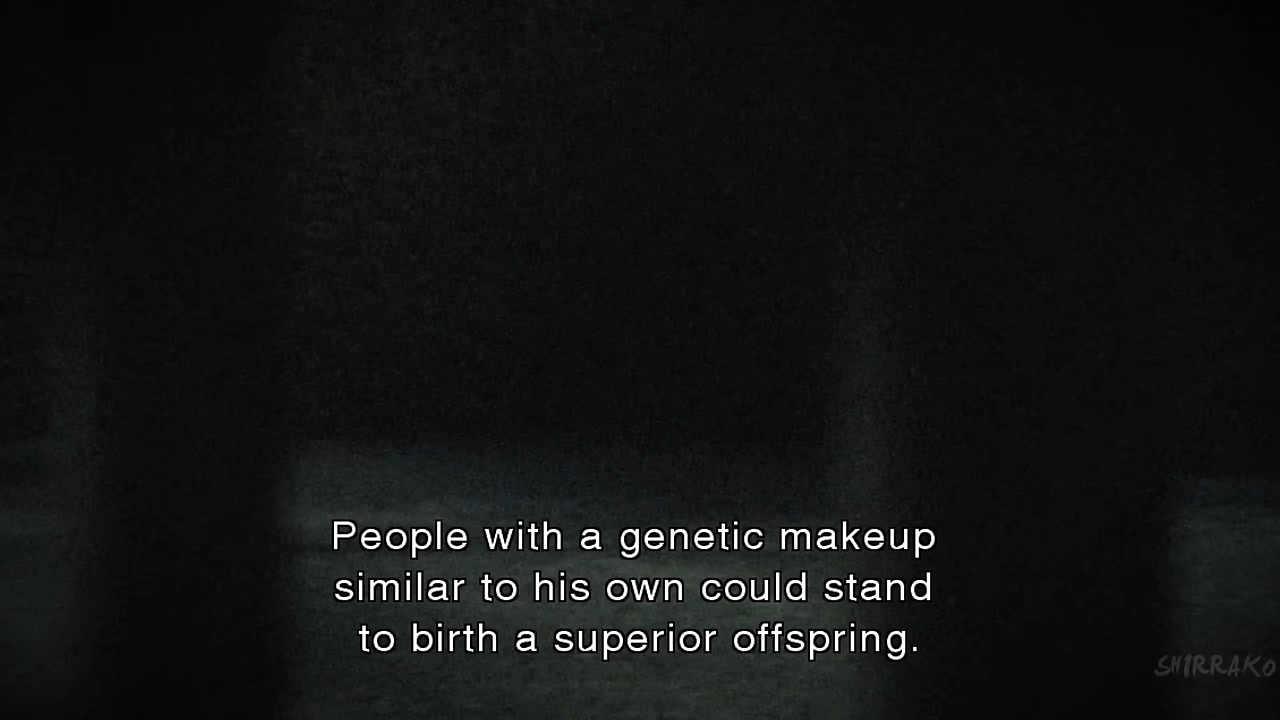 People with a genetic makeup
similar to his own could stand
to birth a superior offspring.
SHIRRAKO